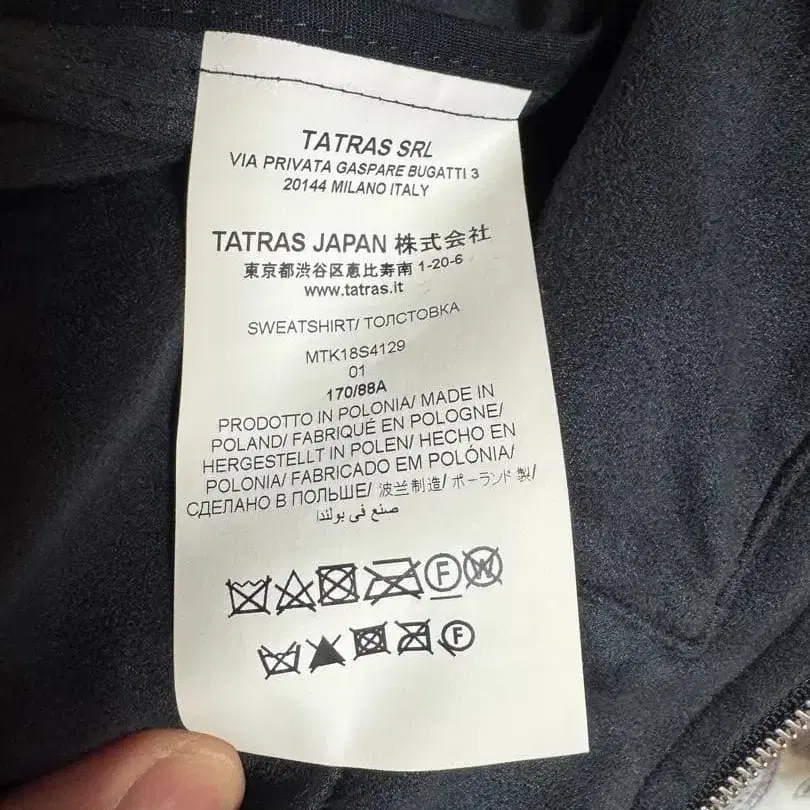 TATRAS SRL
VIA PRIVATA GASPARE BUGATTI 3
20144 MILANO ITALY
TATRAS JAPAN 株式会社
東京都渋谷区恵比寿南 1-20-6
www.tatras.it
SWEATSHIRT/ ТОЛСТОВКА
MTK18S4129
01
170/88A
PRODOTTO IN POLONIA/ MADE IN
POLAND/ FABRIQUÉ EN POLOGNE/
HERGESTELLT IN POLEN/ HECHO EN
POLONIA/ FABRICADO EM POLÓNIA/
СДЕЛАНО В ПОЛЬШЕ/ 波兰制造/ ポーランド 製/
صنع في بولندا
F W
F